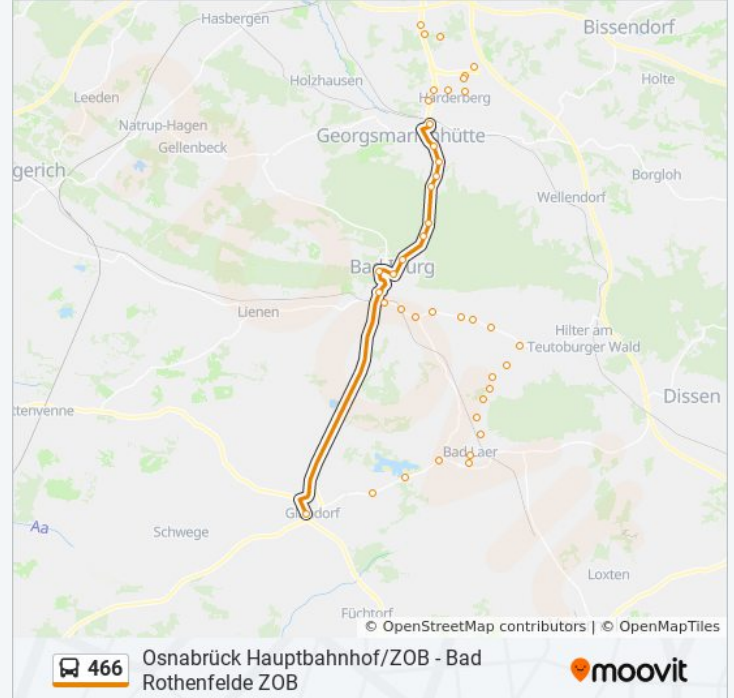 Hasbergen
Bissendorf
Holzhausen
Holte
Leeden
Harderberg
Natrup-Hagen
Georgsmarienhütte
Gellenbeck
gerich
Borgloh
Wellendorf
Bad Iburg
Lienen
Hilter am
Teutoburger Wald
Dissen
ttenvenne
Bad Laer
Glandorf
Aa
Schwege
Loxten
Füchtorf
© OpenStreetMap contributors | © OpenMapTiles
466
Osnabrück Hauptbahnhof/ZOB - Bad
Rothenfelde ZOB
moovit